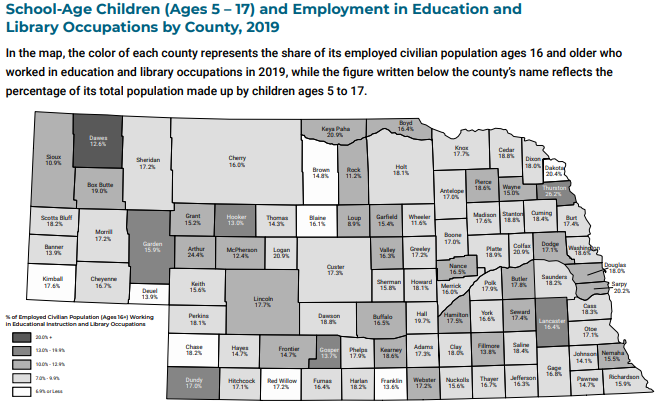 School-Age Children (Ages 5 – 17) and Employment in Education and
Library Occupations by County, 2019
In the map, the color of each county represents the share of its employed civilian population ages 16 and older who
worked in education and library occupations in 2019, while the figure written below the county's name reflects the
percentage of its total population made up by children ages 5 to 17.
Sioux
10.9%
Dawes
12.6%
Box Butte
19.0%
Sheridan
17.2%
Cherry
16.0%
Keya Paha
20.9%
Boyd
16.4%
Brown
14.8%
Rock
11.2%
Holt
18.1%
Knox
17.7%
Cedar
18.8%
Dixon
18.0%
Dakota
20.4%
Antelope
17.0%
Pierce
18.6%
Wayne
15.0%
Thurston
26.2%
Scotts Bluff
18.2%
Banner
13.9%
Kimball
17.6%
Morrill
17.2%
Cheyenne
16.7%
Garden
15.9%
Deuel
13.9%
Grant
15.2%
Hooker
13.0%
Thomas
14.3%
Blaine
16.1%
Loup
8.9%
Garfield
15.4%
Wheeler
11.6%
Boone
17.0%
Madison
17.6%
Stanton
18.8%
Cuming
18.4%
Burt
17.4%
Arthur
24.4%
McPherson
12.4%
Logan
20.9%
Custer
17.3%
Valley
16.3%
Greeley
17.2%
Platte
18.9%
Colfax
20.9%
Dodge
17.1%
Washington
18.6%
Nance
16.5%
Douglas
18.0%
Sarpy
20.2%
Keith
15.6%
Perkins
18.1%
Lincoln
17.7%
Sherman
15.8%
Howard
18.1%
Merrick
16.0%
Polk
17.9%
Butler
17.8%
Saunders
18.2%
Cass
18.3%
Dawson
18.8%
Buffalo
16.5%
Hall
19.7%
Hamilton
17.5%
York
16.6%
Seward
17.4%
Lancaster
16.4%
Otoe
17.1%
Chase
18.2%
Hayes
14.7%
Frontier
14.7%
Gosper
13.7%
Phelps
17.9%
Kearney
18.6%
Adams
17.3%
Clay
18.0%
Fillmore
13.8%
Saline
18.4%
Gage
16.8%
Johnson
14.1%
Nemaha
15.5%
Dundy
17.0%
Hitchcock
17.1%
Red Willow
17.2%
Furnas
16.4%
Harlan
18.2%
Franklin
13.6%
Webster
17.2%
Nuckolls
15.6%
Thayer
16.7%
Jefferson
16.3%
Pawnee
14.7%
Richardson
15.9%
% of Employed Civilian Population (Ages 16+) Working
in Educational Instruction and Library Occupations
20.0% +
13.0% - 19.9%
10.0% - 12.9%
7.0% - 9.9%
6.9% or Less